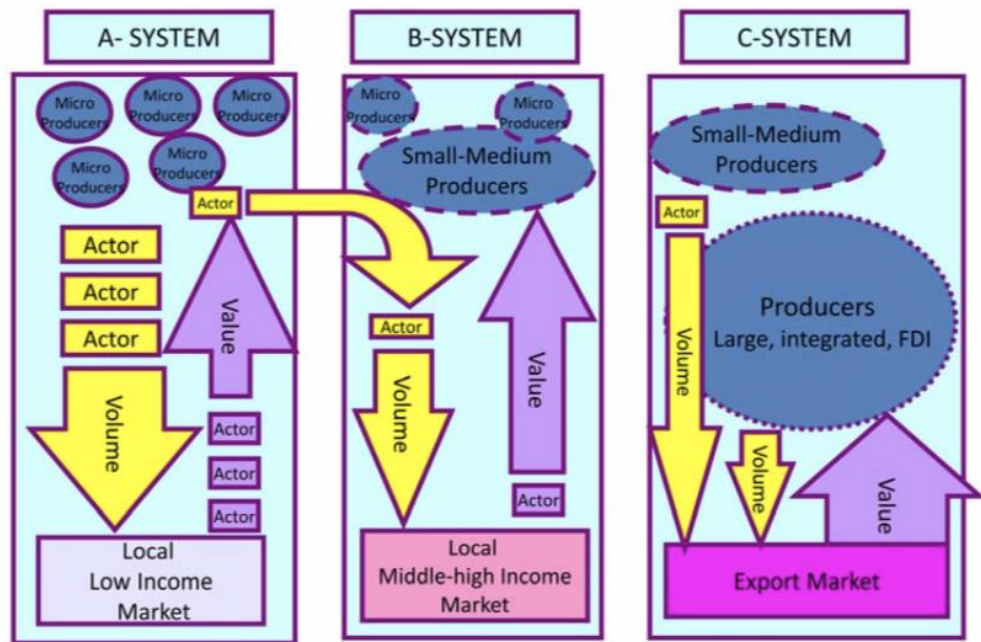 A- SYSTEM
Micro
Producers
Micro
Producers
Micro
Producers
Micro
Producers
Micro
Producers
Actor
Actor
Actor
Actor
Volume
Value
Actor
Actor
Actor
Local
Low Income
Market
B-SYSTEM
Micro
Producers
Micro
Producers
Small-Medium
Producers
Actor
Volume
Value
Actor
Local
Middle-high Income
Market
C-SYSTEM
Small-Medium
Producers
Actor
Volume
Producers
Large, integrated, FDI
Volume
Value
Export Market